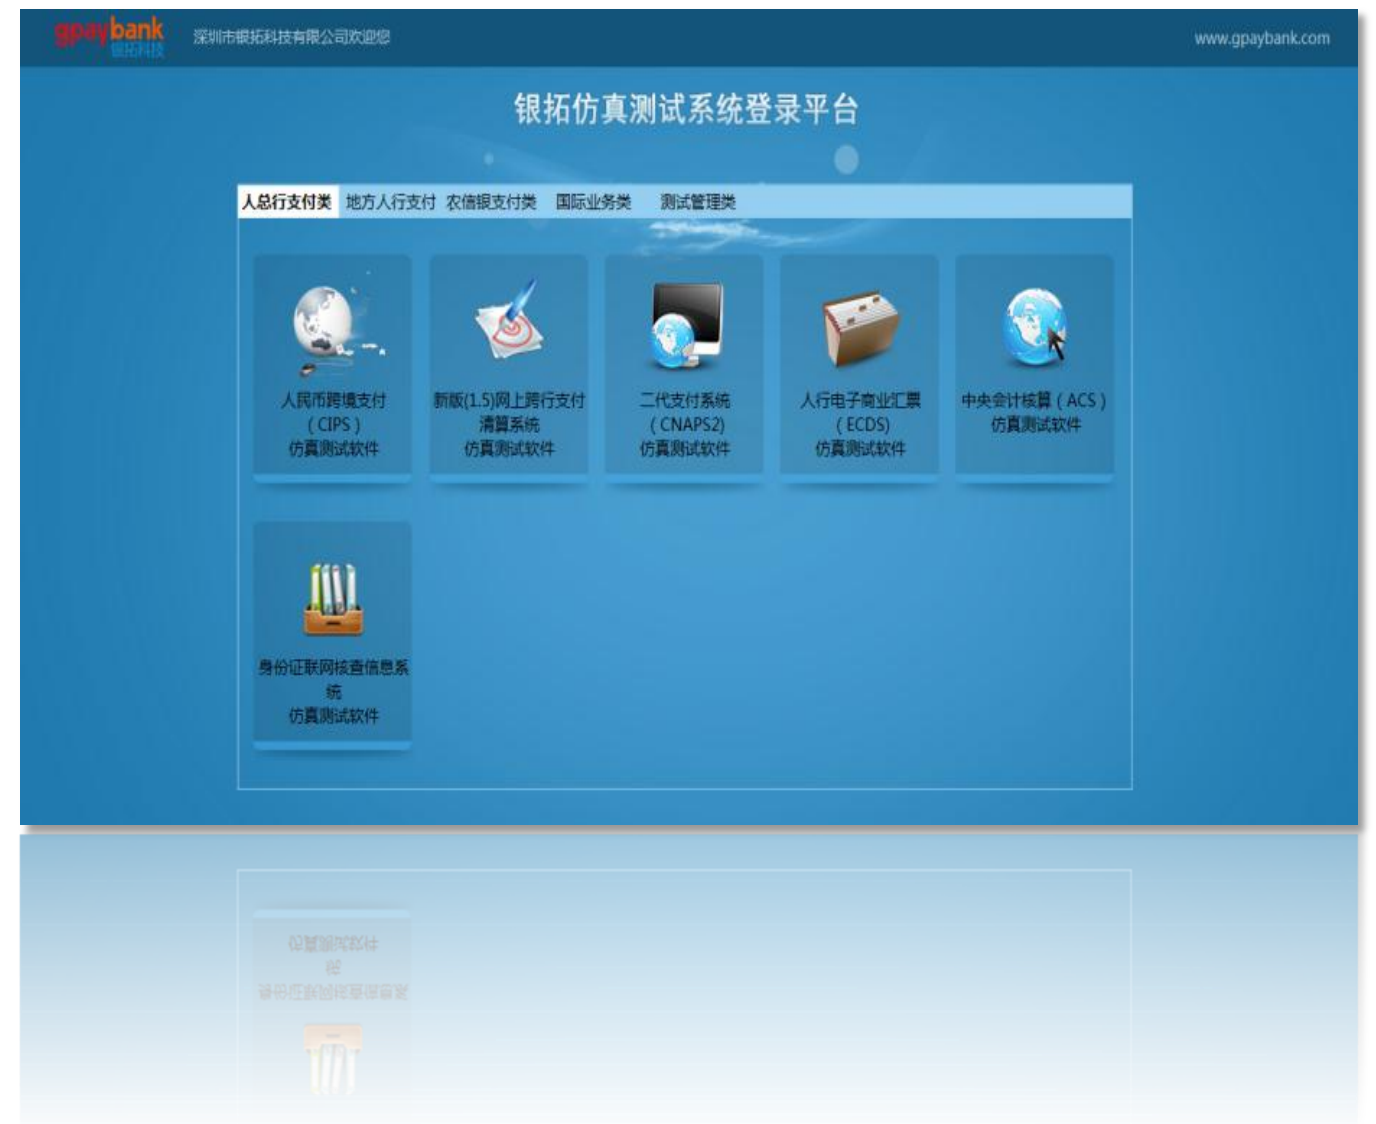 gpaybank
银拓科技
深圳市银拓科技有限公司欢迎您
www.gpaybank.com
银拓仿真测试系统登录平台
人总行支付类 地方人行支付 农信银支付类 国际业务类 测试管理类
人民币跨境支付
（CIPS）
仿真测试软件
新版(1.5)网上跨行支付
清算系统
仿真测试软件
二代支付系统
（CNAPS2）
仿真测试软件
人行电子商业汇票
（ECDS）
仿真测试软件
中央会计核算（ACS）
仿真测试软件
身份证联网核查信息系
统
仿真测试软件